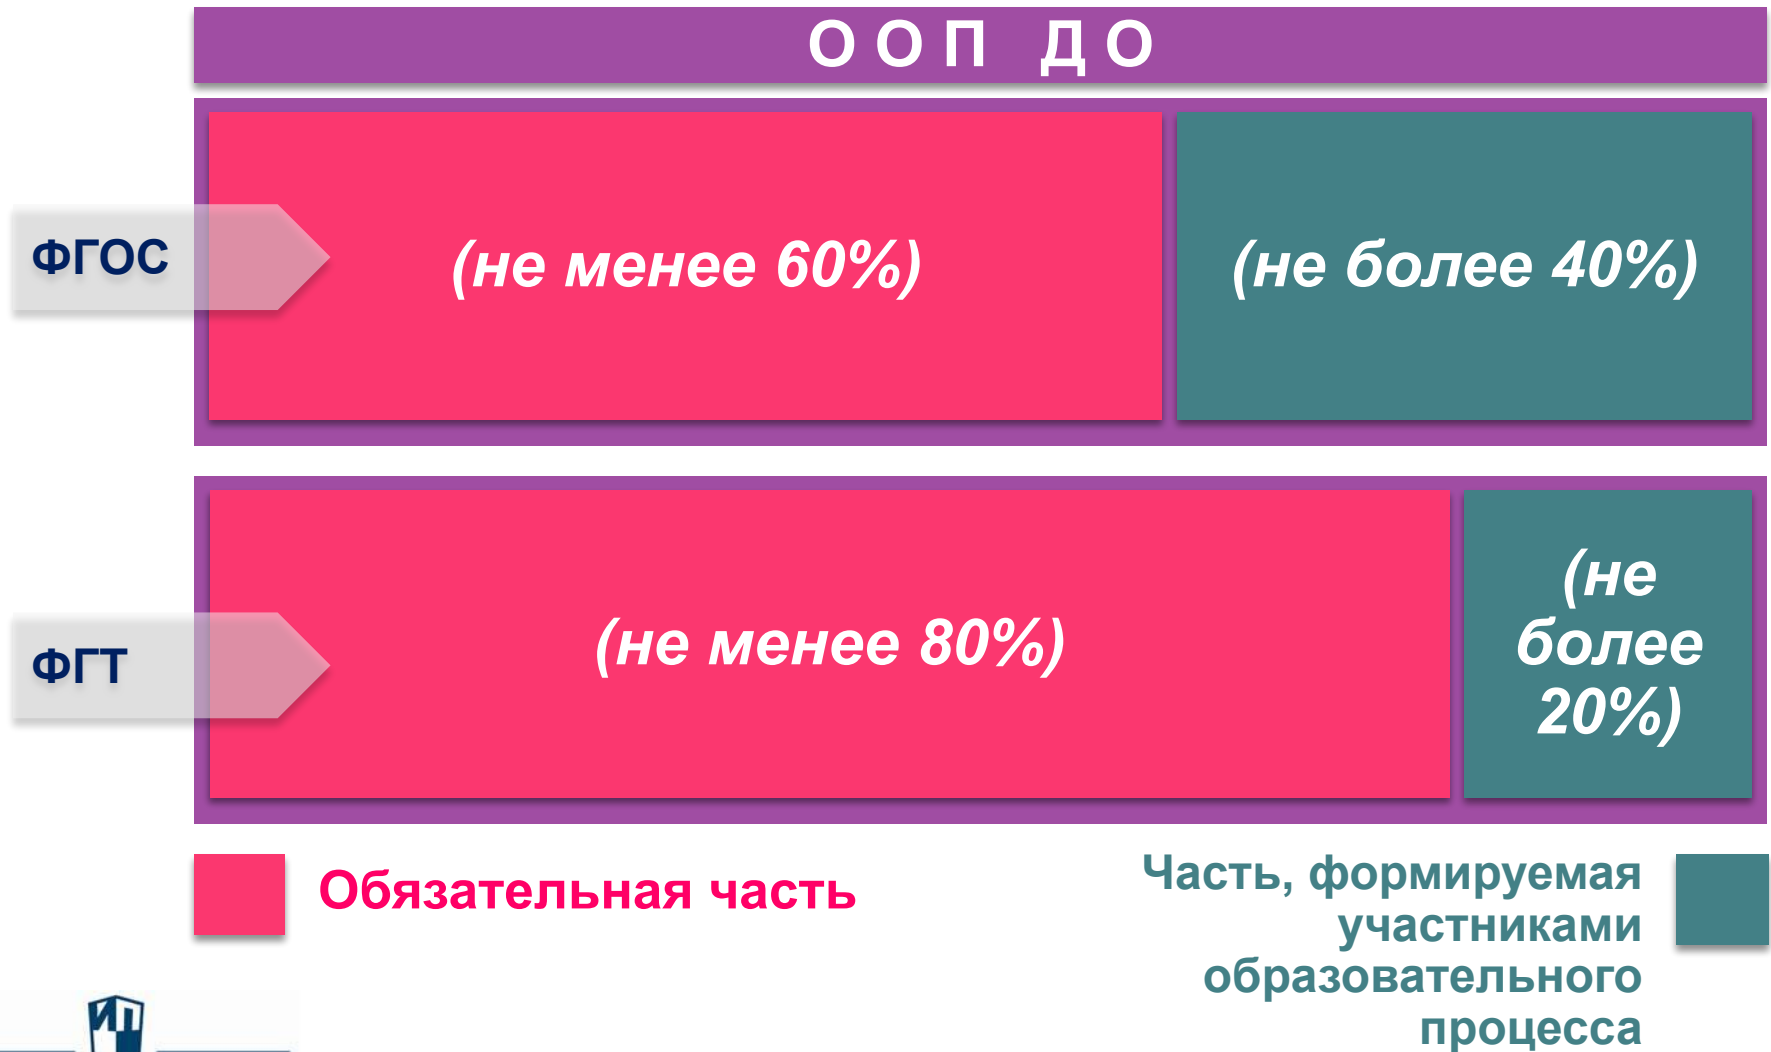 О О П  Д О
ФГОС
(не менее 60%)
(не более 40%)
ФГТ
(не менее 80%)
(не
более
20%)
Обязательная часть
Часть, формируемая
участниками
образовательного
процесса
ИП